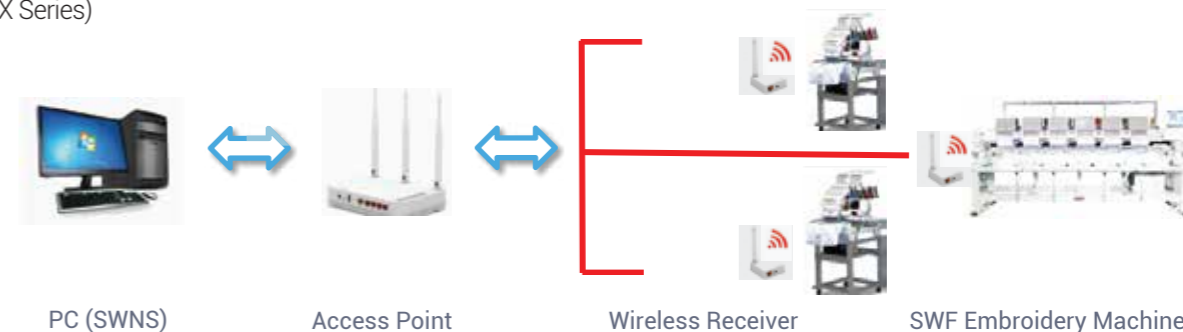 X Series)
PC (SWNS)
Access Point
Wireless Receiver
SWF Embroidery Machine